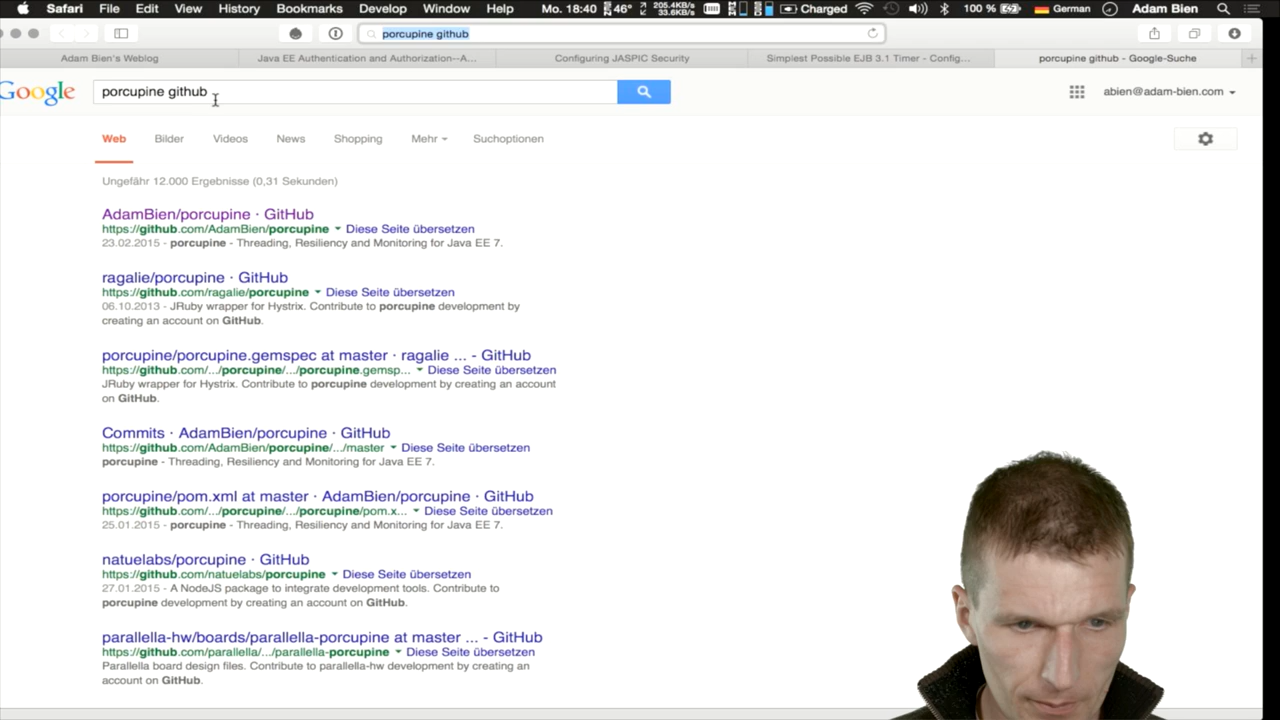 Safari File Edit View History Bookmarks Develop Window Help Mo. 18:40 46° 205.4KB/s 33.6KB/s Charged 100 % German Adam Bien
porcupine github
Adam Bien's Weblog Java EE Authentication and Authorization--A... Configuring JASPIC Security Simplest Possible EJB 3.1 Timer - Config... porcupine github - Google-Suche
Google porcupine github abien@adam-bien.com
Web Bilder Videos News Shopping Mehr Suchoptionen
Ungefähr 12.000 Ergebnisse (0,31 Sekunden)
AdamBien/porcupine · GitHub
https://github.com/AdamBien/porcupine Diese Seite übersetzen
23.02.2015 - porcupine - Threading, Resiliency and Monitoring for Java EE 7.
ragalie/porcupine · GitHub
https://github.com/ragalie/porcupine Diese Seite übersetzen
06.10.2013 - JRuby wrapper for Hystrix. Contribute to porcupine development by
creating an account on GitHub.
porcupine/porcupine.gemspec at master · ragalie ... - GitHub
https://github.com/.../porcupine/.../porcupine.gemsp... Diese Seite übersetzen
JRuby wrapper for Hystrix. Contribute to porcupine development by creating an account
on GitHub.
Commits · AdamBien/porcupine · GitHub
https://github.com/AdamBien/porcupine/.../master Diese Seite übersetzen
porcupine - Threading, Resiliency and Monitoring for Java EE 7.
porcupine/pom.xml at master · AdamBien/porcupine · GitHub
https://github.com/.../porcupine/.../porcupine/pom.x... Diese Seite übersetzen
25.01.2015 - porcupine - Threading, Resiliency and Monitoring for Java EE 7.
natuelabs/porcupine · GitHub
https://github.com/natuelabs/porcupine Diese Seite übersetzen
27.01.2015 - A NodeJS package to integrate development tools. Contribute to
porcupine development by creating an account on GitHub.
parallella-hw/boards/parallella-porcupine at master ... - GitHub
https://github.com/parallella/.../parallella-porcupine Diese Seite übersetzen
Parallella board design files. Contribute to parallella-hw development by creating an
account on GitHub.